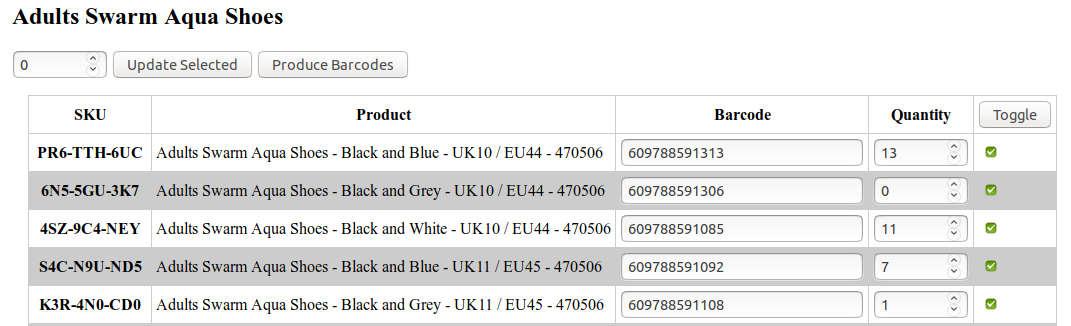 Adults Swarm Aqua Shoes
0 Update Selected Produce Barcodes
SKU Product Barcode Quantity Toggle
PR6-TTH-6UC Adults Swarm Aqua Shoes - Black and Blue - UK10 / EU44 - 470506 609788591313 13
6N5-5GU-3K7 Adults Swarm Aqua Shoes - Black and Grey - UK10 / EU44 - 470506 609788591306 0
4SZ-9C4-NEY Adults Swarm Aqua Shoes - Black and White - UK10 / EU44 - 470506 609788591085 11
S4C-N9U-ND5 Adults Swarm Aqua Shoes - Black and Blue - UK11 / EU45 - 470506 609788591092 7
K3R-4N0-CD0 Adults Swarm Aqua Shoes - Black and Grey - UK11 / EU45 - 470506 609788591108 1